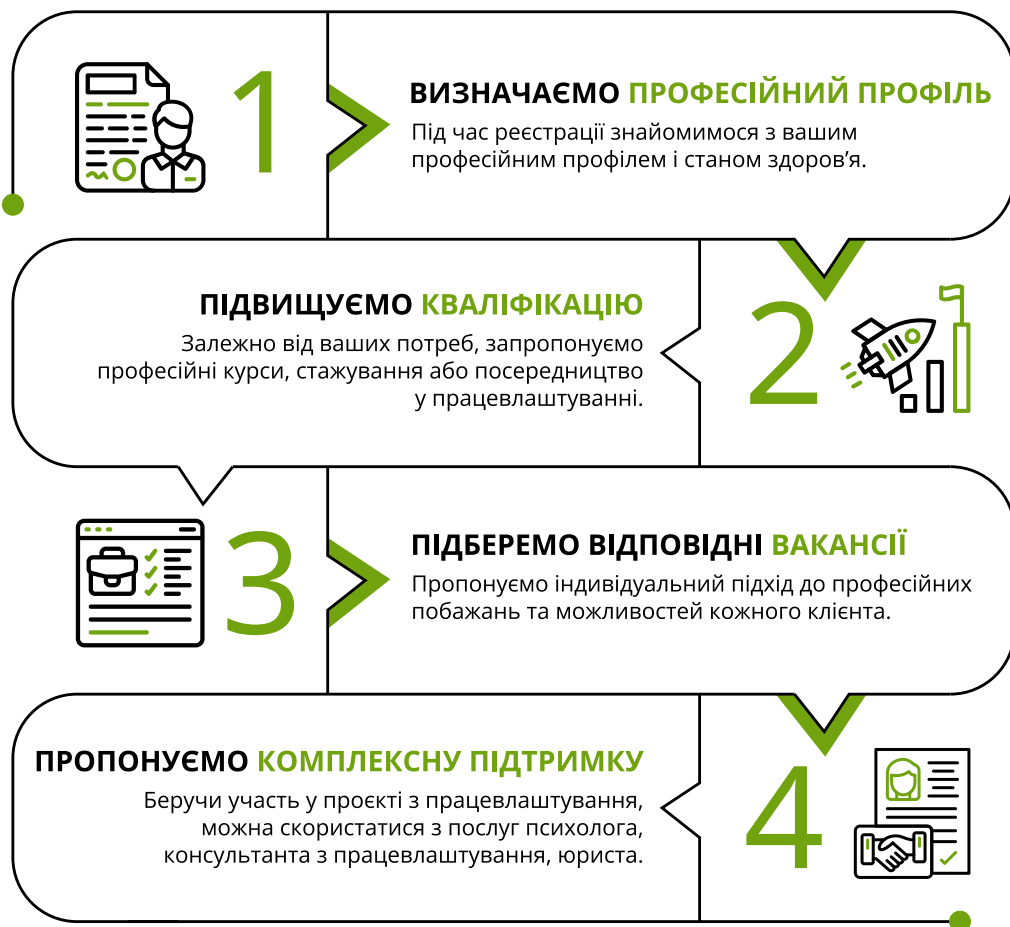 1
ВИЗНАЧАЄМО ПРОФЕСІЙНИЙ ПРОФІЛЬ
Під час реєстрації знайомимося з вашим
професійним профілем і станом здоров’я.
2
ПІДВИЩУЄМО КВАЛІФІКАЦІЮ
Залежно від ваших потреб, запропонуємо
професійні курси, стажування або посередництво
у працевлаштуванні.
3
ПІДБЕРЕМО ВІДПОВІДНІ ВАКАНСІЇ
Пропонуємо індивідуальний підхід до професійних
побажань та можливостей кожного клієнта.
4
ПРОПОНУЄМО КОМПЛЕКСНУ ПІДТРИМКУ
Беручи участь у проєкті з працевлаштування,
можна скористатися з послуг психолога,
консультанта з працевлаштування, юриста.